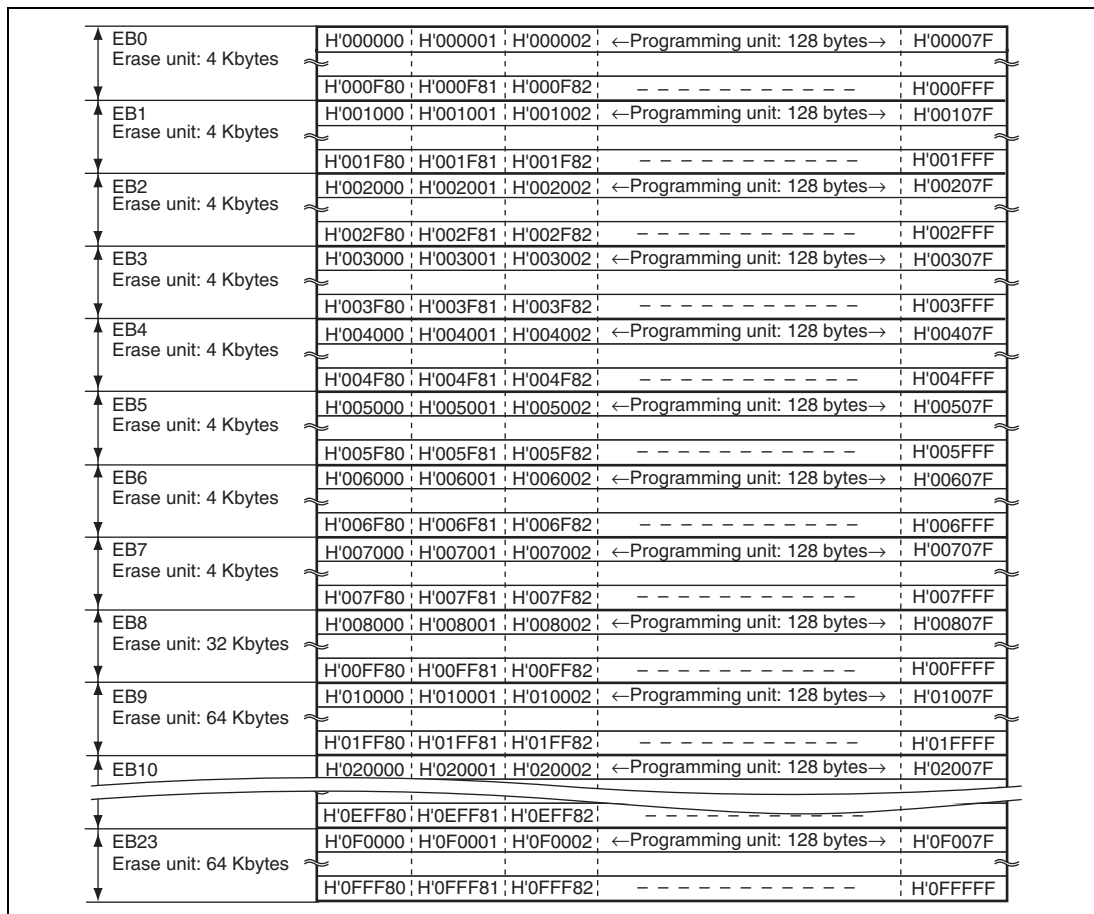 EB0 H'000000 H'000001 H'000002 ←Programming unit: 128 bytes→ H'00007F
Erase unit: 4 Kbytes
H'000F80 H'000F81 H'000F82 – – – – – – – – – – – H'000FFF
EB1 H'001000 H'001001 H'001002 ←Programming unit: 128 bytes→ H'00107F
Erase unit: 4 Kbytes
H'001F80 H'001F81 H'001F82 – – – – – – – – – – – H'001FFF
EB2 H'002000 H'002001 H'002002 ←Programming unit: 128 bytes→ H'00207F
Erase unit: 4 Kbytes
H'002F80 H'002F81 H'002F82 – – – – – – – – – – – H'002FFF
EB3 H'003000 H'003001 H'003002 ←Programming unit: 128 bytes→ H'00307F
Erase unit: 4 Kbytes
H'003F80 H'003F81 H'003F82 – – – – – – – – – – – H'003FFF
EB4 H'004000 H'004001 H'004002 ←Programming unit: 128 bytes→ H'00407F
Erase unit: 4 Kbytes
H'004F80 H'004F81 H'004F82 – – – – – – – – – – – H'004FFF
EB5 H'005000 H'005001 H'005002 ←Programming unit: 128 bytes→ H'00507F
Erase unit: 4 Kbytes
H'005F80 H'005F81 H'005F82 – – – – – – – – – – – H'005FFF
EB6 H'006000 H'006001 H'006002 ←Programming unit: 128 bytes→ H'00607F
Erase unit: 4 Kbytes
H'006F80 H'006F81 H'006F82 – – – – – – – – – – – H'006FFF
EB7 H'007000 H'007001 H'007002 ←Programming unit: 128 bytes→ H'00707F
Erase unit: 4 Kbytes
H'007F80 H'007F81 H'007F82 – – – – – – – – – – – H'007FFF
EB8 H'008000 H'008001 H'008002 ←Programming unit: 128 bytes→ H'00807F
Erase unit: 32 Kbytes
H'00FF80 H'00FF81 H'00FF82 – – – – – – – – – – – H'00FFFF
EB9 H'010000 H'010001 H'010002 ←Programming unit: 128 bytes→ H'01007F
Erase unit: 64 Kbytes
H'01FF80 H'01FF81 H'01FF82 – – – – – – – – – – – H'01FFFF
EB10 H'020000 H'020001 H'020002 ←Programming unit: 128 bytes→ H'02007F
H'0EFF80 H'0EFF81 H'0EFF82 – – – – – – – – – – –
EB23 H'0F0000 H'0F0001 H'0F0002 ←Programming unit: 128 bytes→ H'0F007F
Erase unit: 64 Kbytes
H'0FFF80 H'0FFF81 H'0FFF82 – – – – – – – – – – – H'0FFFFF